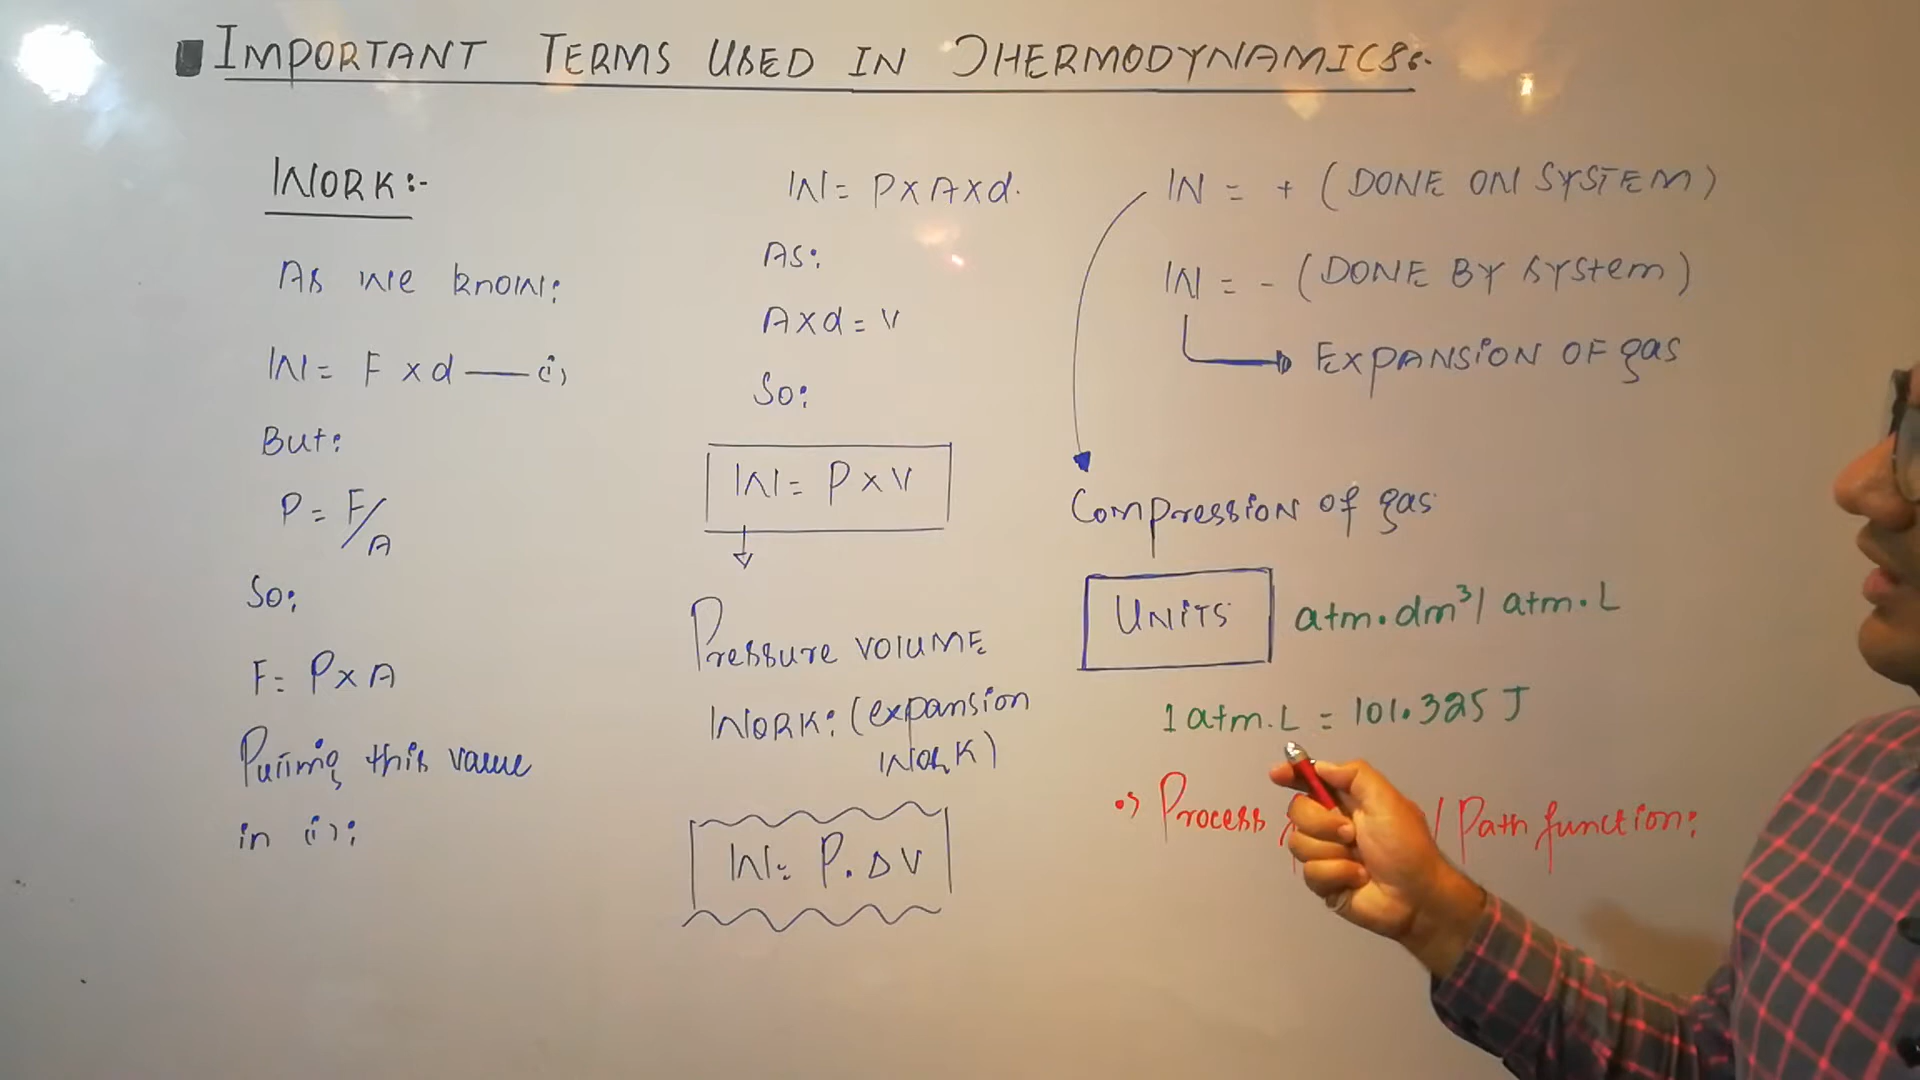 IMPORTANT TERMS USED IN THERMODYNAMICS:-
WORK:-
As we know:
W = F x d — (i)
But:
P = F/A
So:
F = P x A
Putting this value
in (i):
W = P x A x d.
As:
A x d = V
So:
W = P x V
Pressure volume
work: (expansion
work)
W = P. Δ V
W = + (DONE ON SYSTEM)
W = - (DONE BY System)
EXPANSION OF gas
Compression of gas
UNITS atm.dm³/ atm.L
1 atm.L = 101.325 J
Process / Path function: